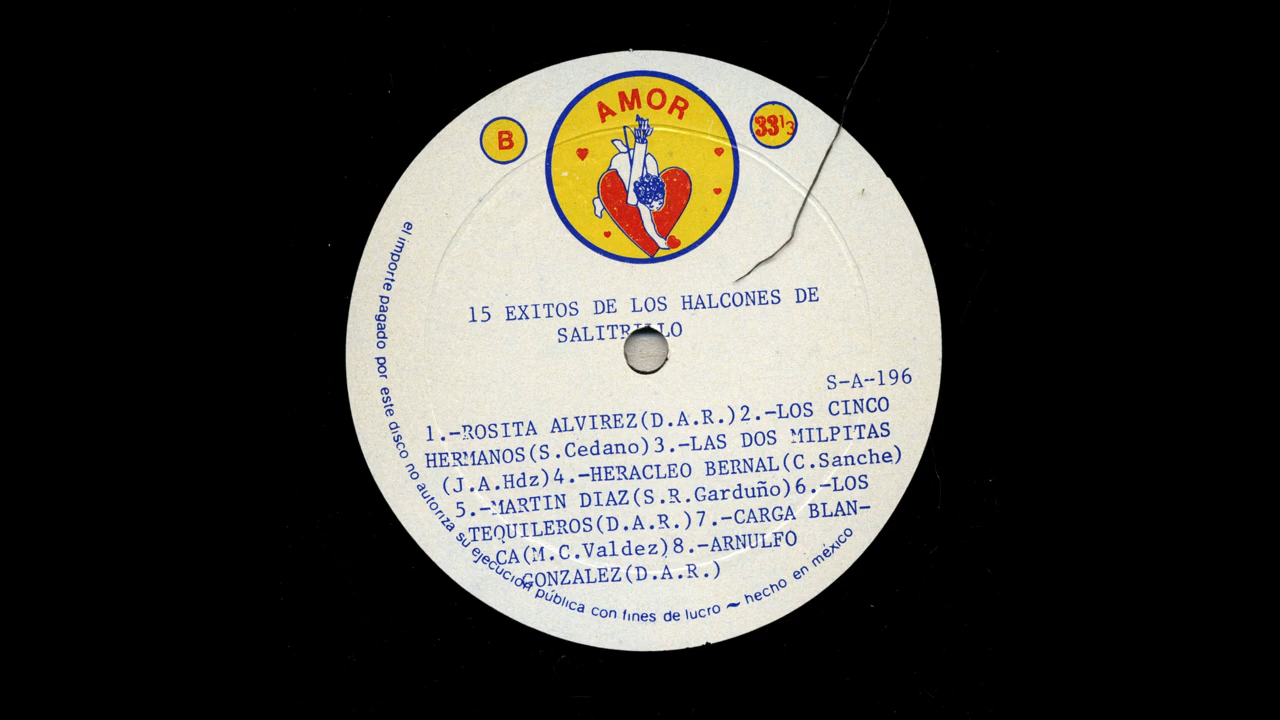 AMOR
B
33 1/3
15 EXITOS DE LOS HALCONES DE
SALITRILLO
S-A-196
1.-ROSITA ALVIREZ(D.A.R.)2.-LOS CINCO
HERMANOS(S.Cedano)3.-LAS DOS MILPITAS
(J.A.Hdz)4.-HERACLEO BERNAL(C.Sanche)
5.-MARTIN DIAZ(S.R.Garduño)6.-LOS
TEQUILEROS(D.A.R.)7.-CARGA BLAN-
CA(M.C.Valdez)8.-ARNULFO
GONZALEZ(D.A.R.)
el importe pagado por este disco no autoriza su ejecución pública con fines de lucro ~ hecho en méxico